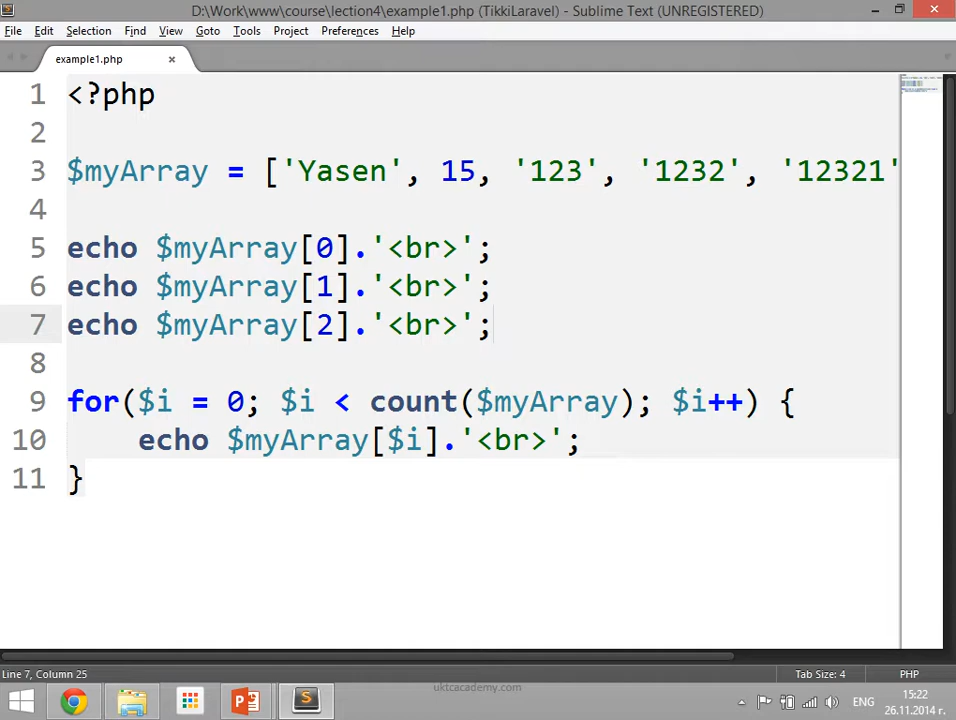 D:\Work\www\course\lection4\example1.php (TikkiLaravel) - Sublime Text (UNREGISTERED)
File Edit Selection Find View Goto Tools Project Preferences Help
example1.php
1 <?php
2
3 $myArray = ['Yasen', 15, '123', '1232', '12321'
4
5 echo $myArray[0].'<br>';
6 echo $myArray[1].'<br>';
7 echo $myArray[2].'<br>';
8
9 for($i = 0; $i < count($myArray); $i++) {
10 echo $myArray[$i].'<br>';
11 }
Line 7, Column 25 Tab Size: 4 PHP
uktcacademy.com
ENG
15:22
26.11.2014 г.